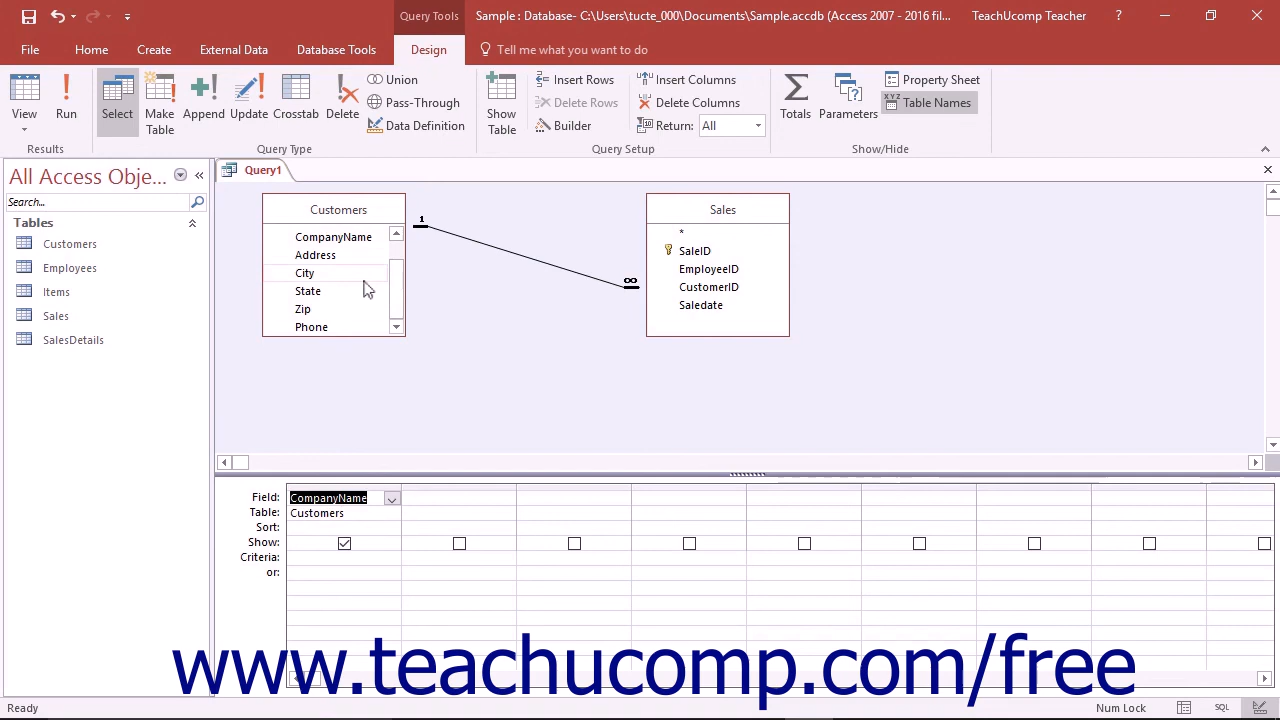 Query Tools
Sample : Database- C:\Users\tucte_000\Documents\Sample.accdb (Access 2007 - 2016 fil...
TeachUcomp Teacher
?
File
Home
Create
External Data
Database Tools
Design
Tell me what you want to do
View
Run
Results
Select
Make Table
Append
Update
Crosstab
Delete
Union
Pass-Through
Data Definition
Query Type
Show Table
Insert Rows
Delete Rows
Builder
Insert Columns
Delete Columns
Return: All
Query Setup
Totals
Parameters
Property Sheet
XYZ Table Names
Show/Hide
All Access Obje...
Search...
Tables
Customers
Employees
Items
Sales
SalesDetails
Query1
Customers
CompanyName
Address
City
State
Zip
Phone
1
∞
Sales
*
SaleID
EmployeeID
CustomerID
Saledate
Field: CompanyName
Table: Customers
Sort:
Show:
Criteria:
or:
www.teachucomp.com/free
Ready
Num Lock
SQL